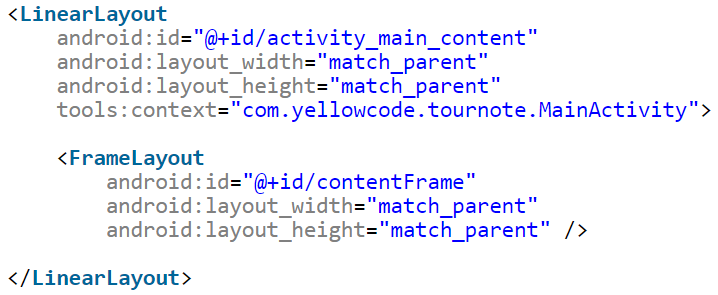 <LinearLayout
    android:id="@+id/activity_main_content"
    android:layout_width="match_parent"
    android:layout_height="match_parent"
    tools:context="com.yellowcode.tournote.MainActivity">

    <FrameLayout
        android:id="@+id/contentFrame"
        android:layout_width="match_parent"
        android:layout_height="match_parent" />

</LinearLayout>